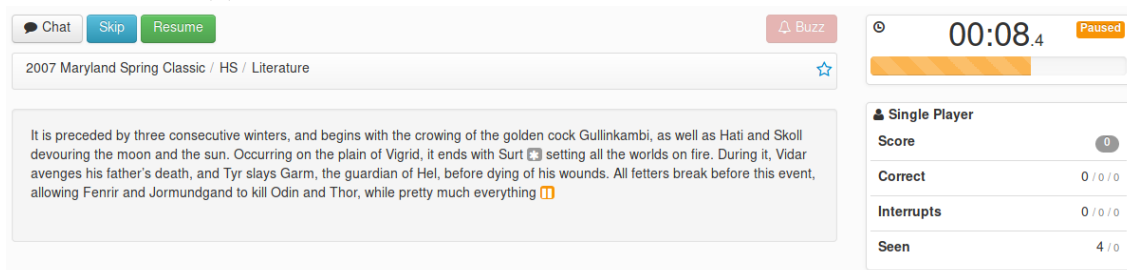 Chat Skip Resume Buzz
00:08.4 Paused
2007 Maryland Spring Classic / HS / Literature
It is preceded by three consecutive winters, and begins with the crowing of the golden cock Gullinkambi, as well as Hati and Skoll
devouring the moon and the sun. Occurring on the plain of Vigrid, it ends with Surt setting all the worlds on fire. During it, Vidar
avenges his father's death, and Tyr slays Garm, the guardian of Hel, before dying of his wounds. All fetters break before this event,
allowing Fenrir and Jormundgand to kill Odin and Thor, while pretty much everything
Single Player
Score 0
Correct 0 / 0 / 0
Interrupts 0 / 0 / 0
Seen 4 / 0